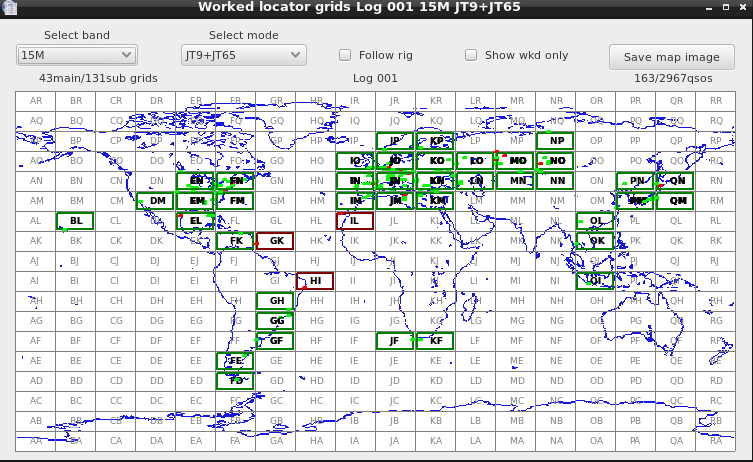 Worked locator grids Log 001 15M JT9+JT65
Select band
Select mode
15M
JT9+JT65
Follow rig
Show wkd only
Save map image
43main/131sub grids
Log 001
163/2967qsos
AR BR CR DR ER FR GR HR IR JR KR LR MR NR OR PR QR RR
AQ BQ CQ DQ EQ FQ GQ HQ IQ JQ KQ LQ MQ NQ OQ PQ QQ RQ
AP BP CP DP EP FP GP HP IP JP KP LP MP NP OP PP QP RP
AO BO CO DO EO FO GO HO IO JO KO LO MO NO OO PO QO RO
AN BN CN DN EN FN GN HN IN JN KN LN MN NN ON PN QN RN
AM BM CM DM EM FM GM HM IM JM KM LM MM NM OM PM QM RM
AL BL CL DL EL FL GL HL IL JL KL LL ML NL OL PL QL RL
AK BK CK DK EK FK GK HK IK JK KK LK MK NK OK PK QK RK
AJ BJ CJ DJ EJ FJ GJ HJ IJ JJ KJ LJ MJ NJ OJ PJ QJ RJ
AI BI CI DI EI FI GI HI II JI KI LI MI NI OI PI QI RI
AH BH CH DH EH FH GH HH IH JH KH LH MH NH OH PH QH RH
AG BG CG DG EG FG GG HG IG JG KG LG MG NG OG PG QG RG
AF BF CF DF EF FF GF HF IF JF KF LF MF NF OF PF QF RF
AE BE CE DE EE FE GE HE IE JE KE LE ME NE OE PE QE RE
AD BD CD DD ED FD GD HD ID JD KD LD MD ND OD PD QD RD
AC BC CC DC EC FC GC HC IC JC KC LC MC NC OC PC QC RC
AB BB CB DB EB FB GB HB IB JB KB LB MB NB OB PB QB RB
AA BA CA DA EA FA GA HA IA JA KA LA MA NA OA PA QA RA